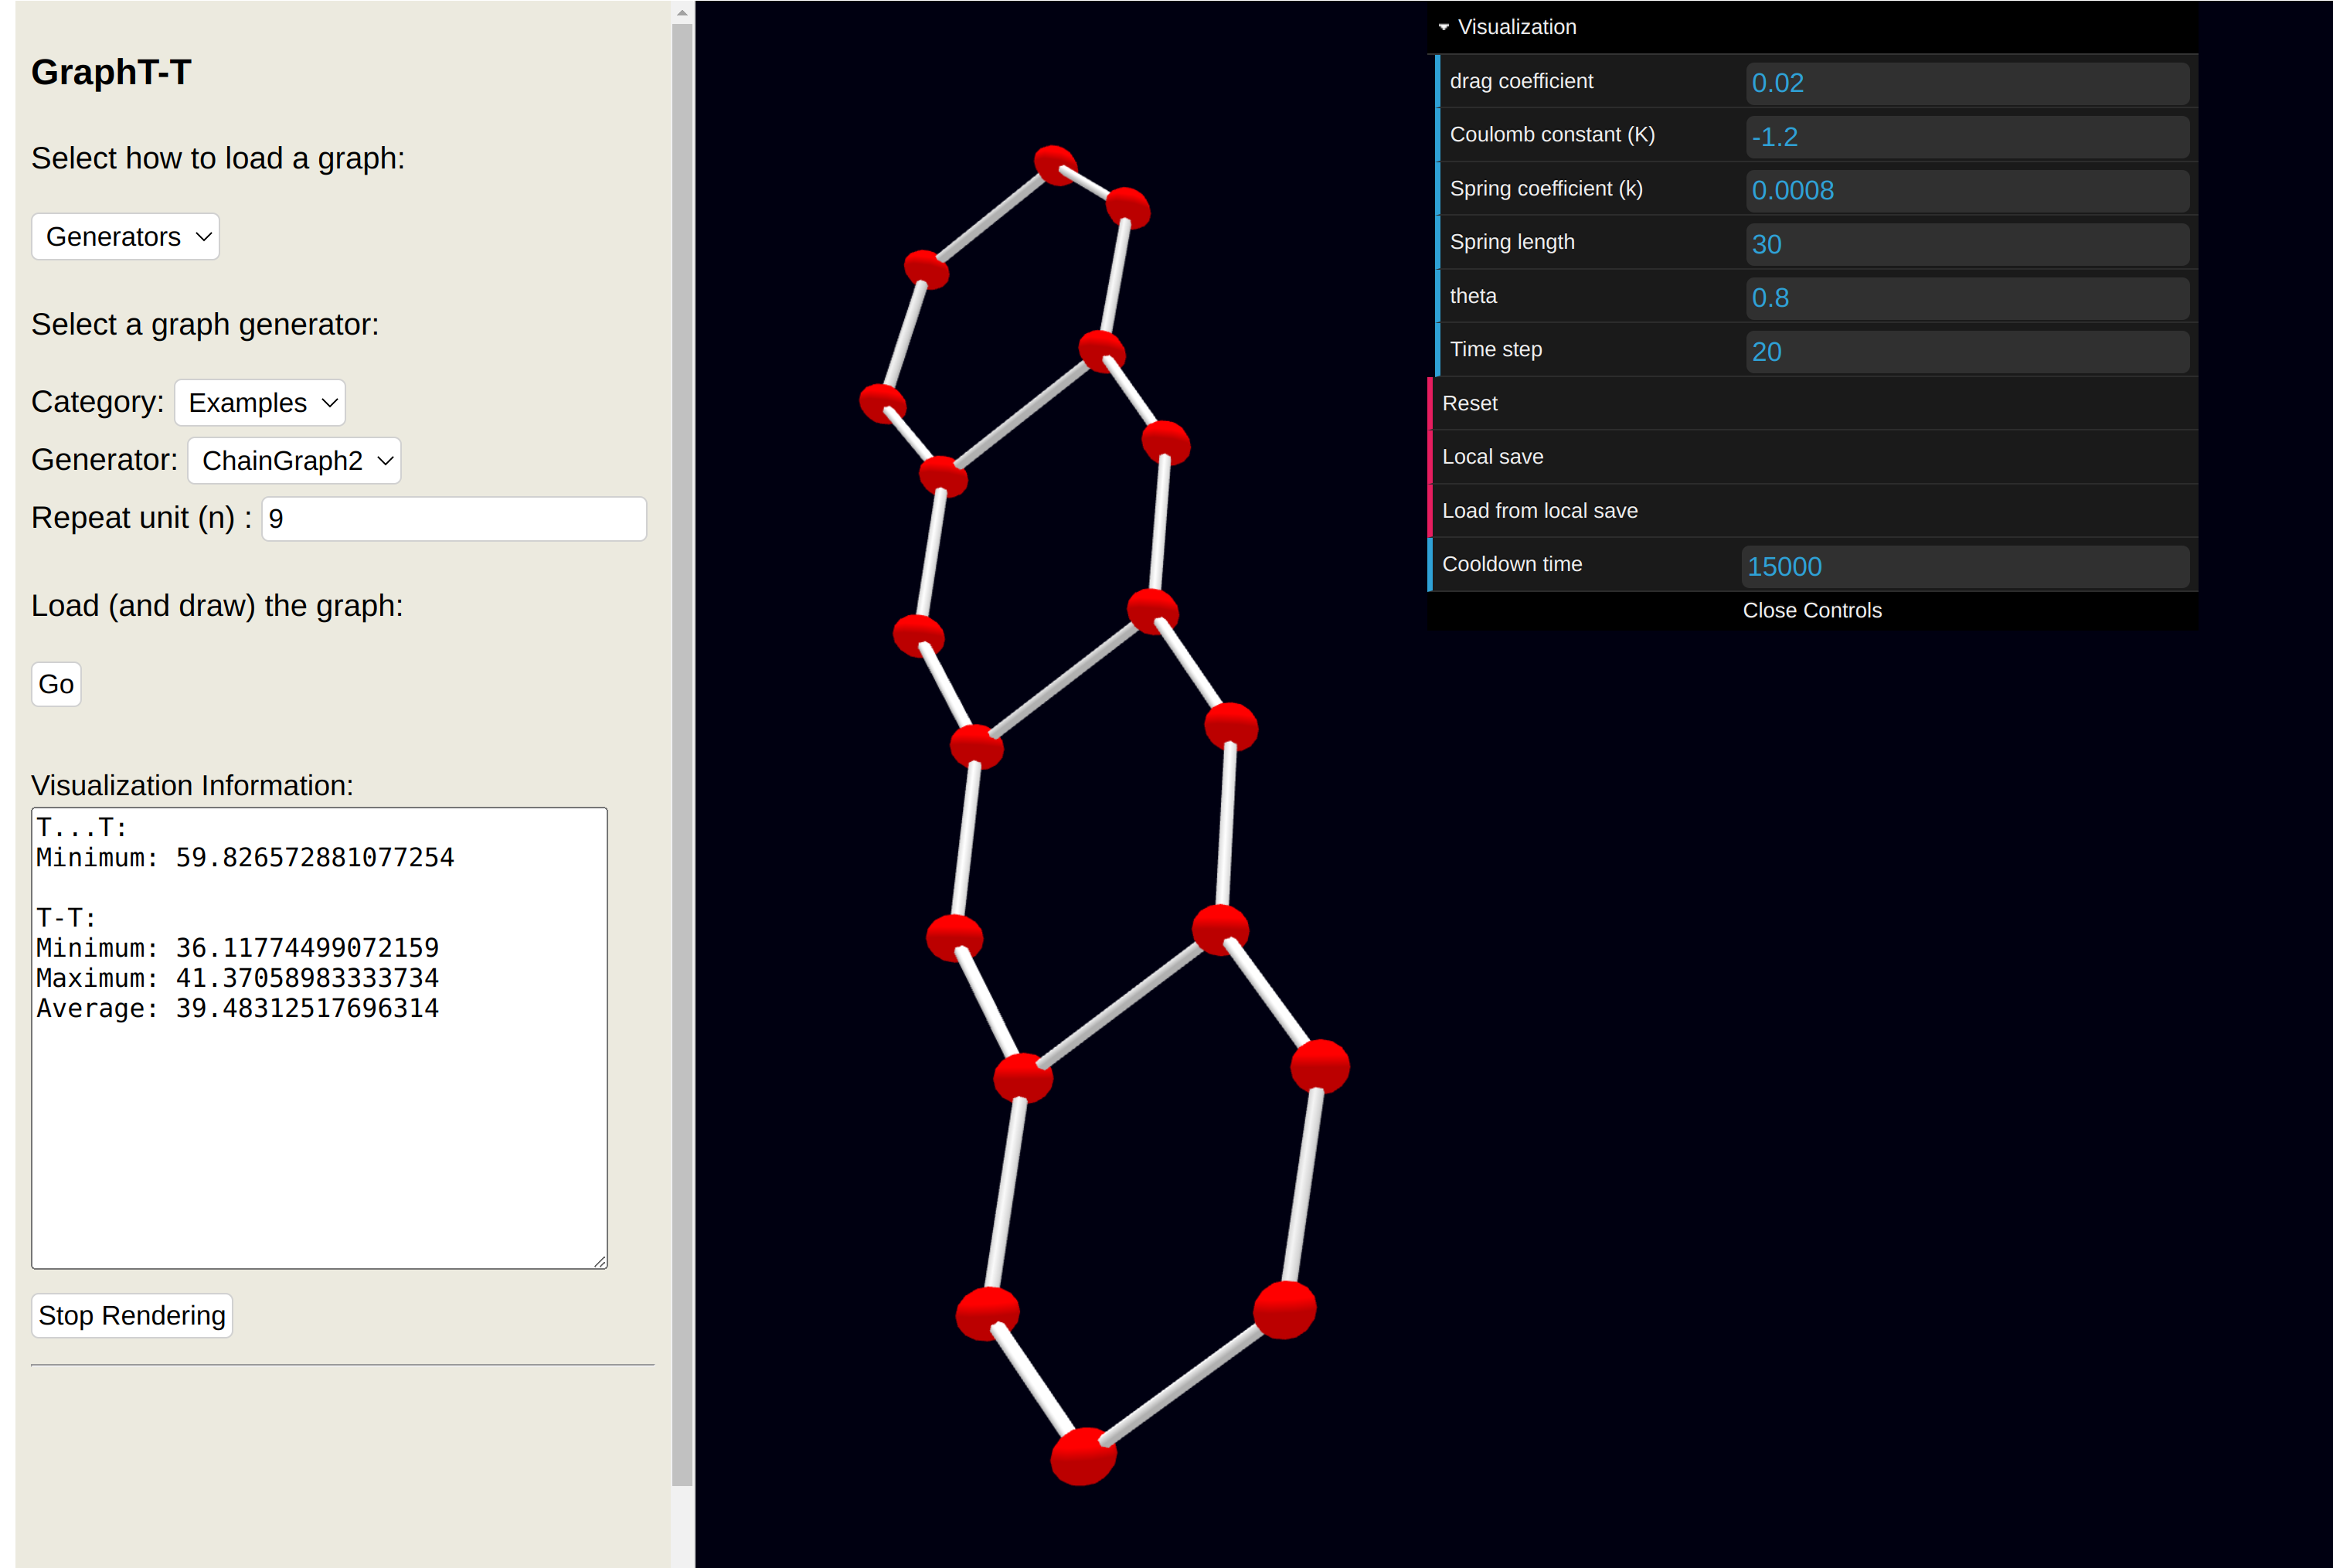 GraphT-T
Select how to load a graph:
Generators
Select a graph generator:
Category: Examples
Generator: ChainGraph2
Repeat unit (n) : 9
Load (and draw) the graph:
Go
Visualization Information:
T...T:
Minimum: 59.826572881077254
T-T:
Minimum: 36.11774499072159
Maximum: 41.37058983333734
Average: 39.48312517696314
Stop Rendering
Visualization
drag coefficient 0.02
Coulomb constant (K) -1.2
Spring coefficient (k) 0.0008
Spring length 30
theta 0.8
Time step 20
Reset
Local save
Load from local save
Cooldown time 15000
Close Controls